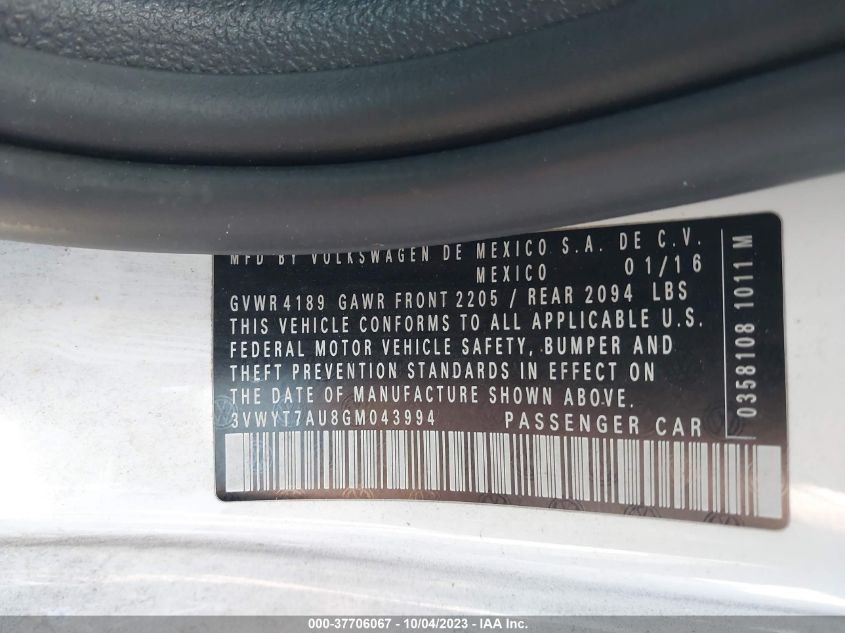 MFD BY VOLKSWAGEN DE MEXICO S.A. DE C.V.
MEXICO 01/16
GVWR 4189 GAWR FRONT 2205 / REAR 2094 LBS
THIS VEHICLE CONFORMS TO ALL APPLICABLE U.S.
FEDERAL MOTOR VEHICLE SAFETY, BUMPER AND
THEFT PREVENTION STANDARDS IN EFFECT ON
THE DATE OF MANUFACTURE SHOWN ABOVE.
3VWYT7AU8GM043994 PASSENGER CAR
0358108 1011 M
000-37706067 - 10/04/2023 - IAA Inc.